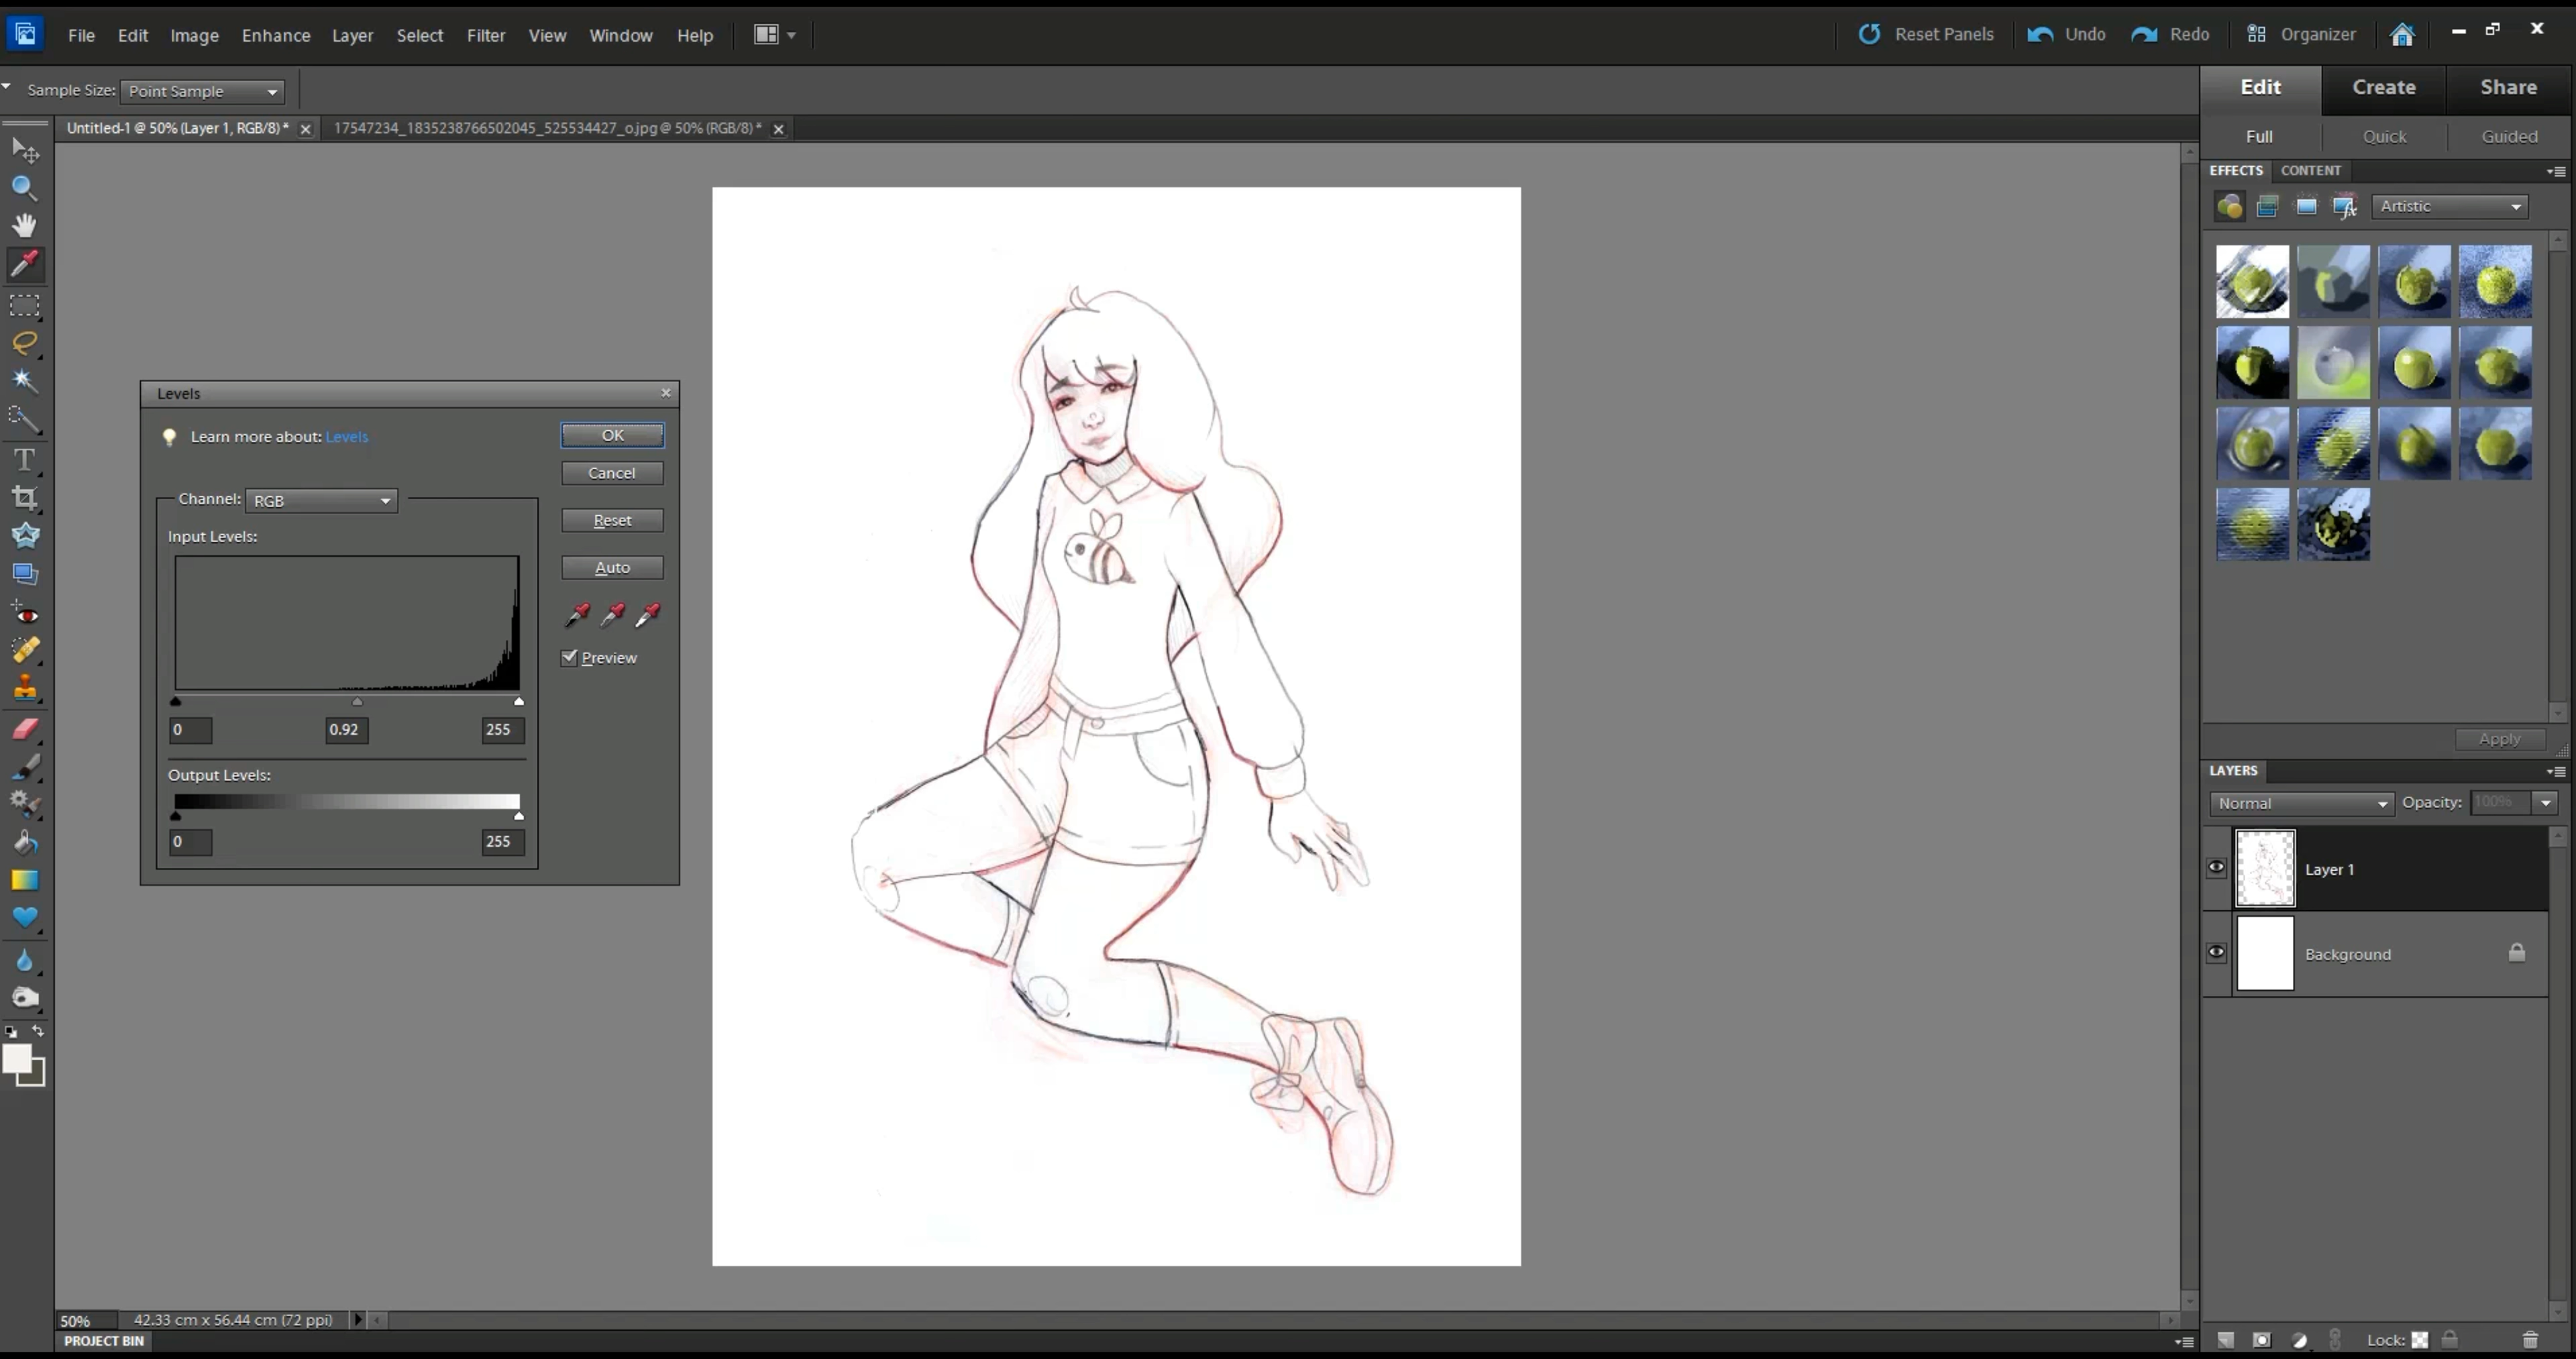 File Edit Image Enhance Layer Select Filter View Window Help Reset Panels Undo Redo Organizer
Sample Size: Point Sample
Edit Create Share
Untitled-1 @ 50% (Layer 1, RGB/8) * 17547234_1835238766502045_525534427_o.jpg @ 50% (RGB/8) *
Full Quick Guided
EFFECTS CONTENT
Artistic
Levels
Learn more about: Levels
OK
Cancel
Channel: RGB
Reset
Input Levels:
Auto
Preview
0 0.92 255
Output Levels:
0 255
Apply
LAYERS
Normal Opacity: 100%
Layer 1
Background
50% 42.33 cm x 56.44 cm (72 ppi)
PROJECT BIN
Lock: